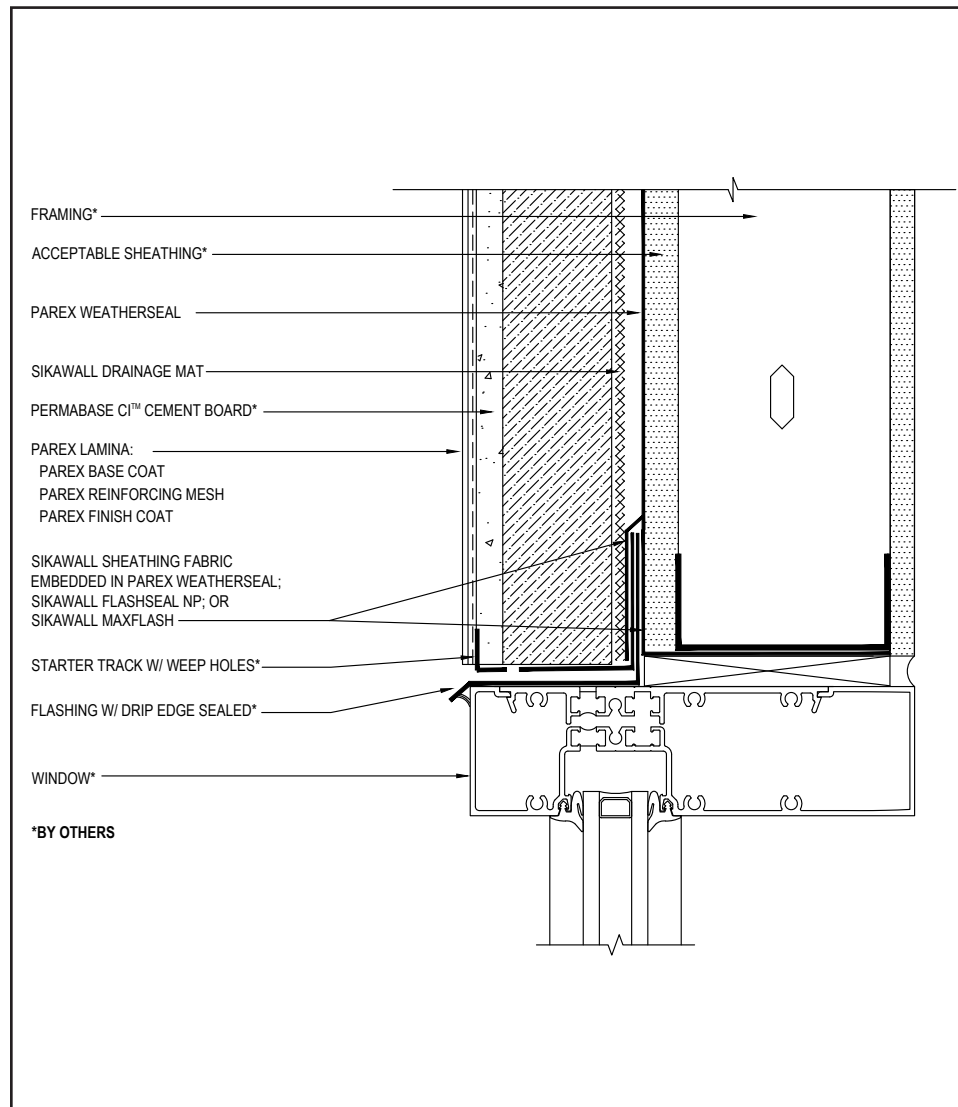 FRAMING*
ACCEPTABLE SHEATHING*
PAREX WEATHERSEAL
SIKAWALL DRAINAGE MAT
PERMABASE CI™ CEMENT BOARD*
PAREX LAMINA:
PAREX BASE COAT
PAREX REINFORCING MESH
PAREX FINISH COAT
SIKAWALL SHEATHING FABRIC
EMBEDDED IN PAREX WEATHERSEAL;
SIKAWALL FLASHSEAL NP; OR
SIKAWALL MAXFLASH
STARTER TRACK W/ WEEP HOLES*
FLASHING W/ DRIP EDGE SEALED*
WINDOW*
*BY OTHERS